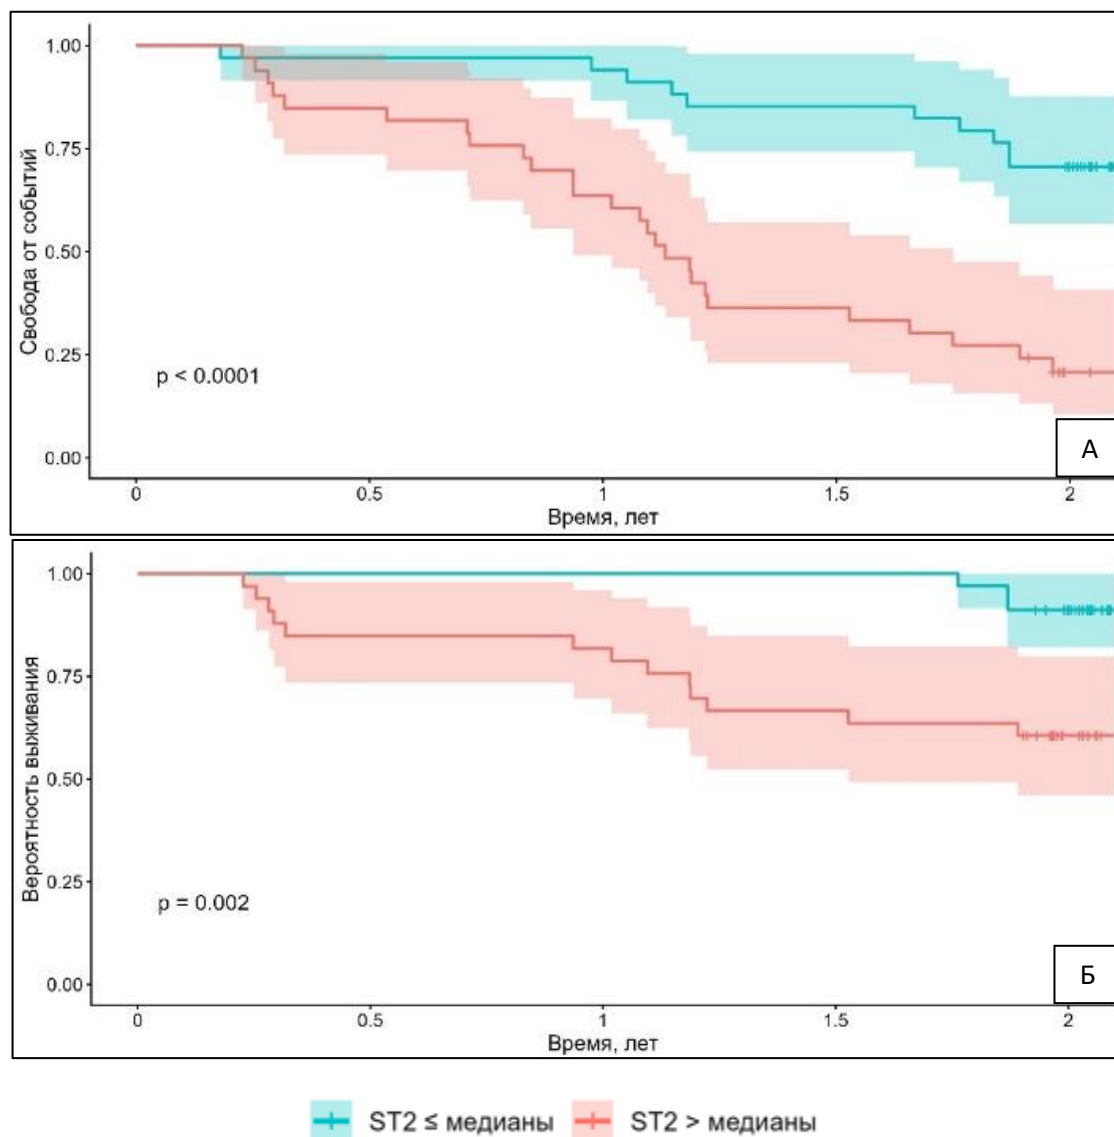 1.00
0.75
0.50
0.25
0.00
Свобода от событий
p < 0.0001
А
0 0.5 1 1.5 2
Время, лет
1.00
0.75
0.50
0.25
0.00
Вероятность выживания
p = 0.002
Б
0 0.5 1 1.5 2
Время, лет
ST2 ≤ медианы ST2 > медианы